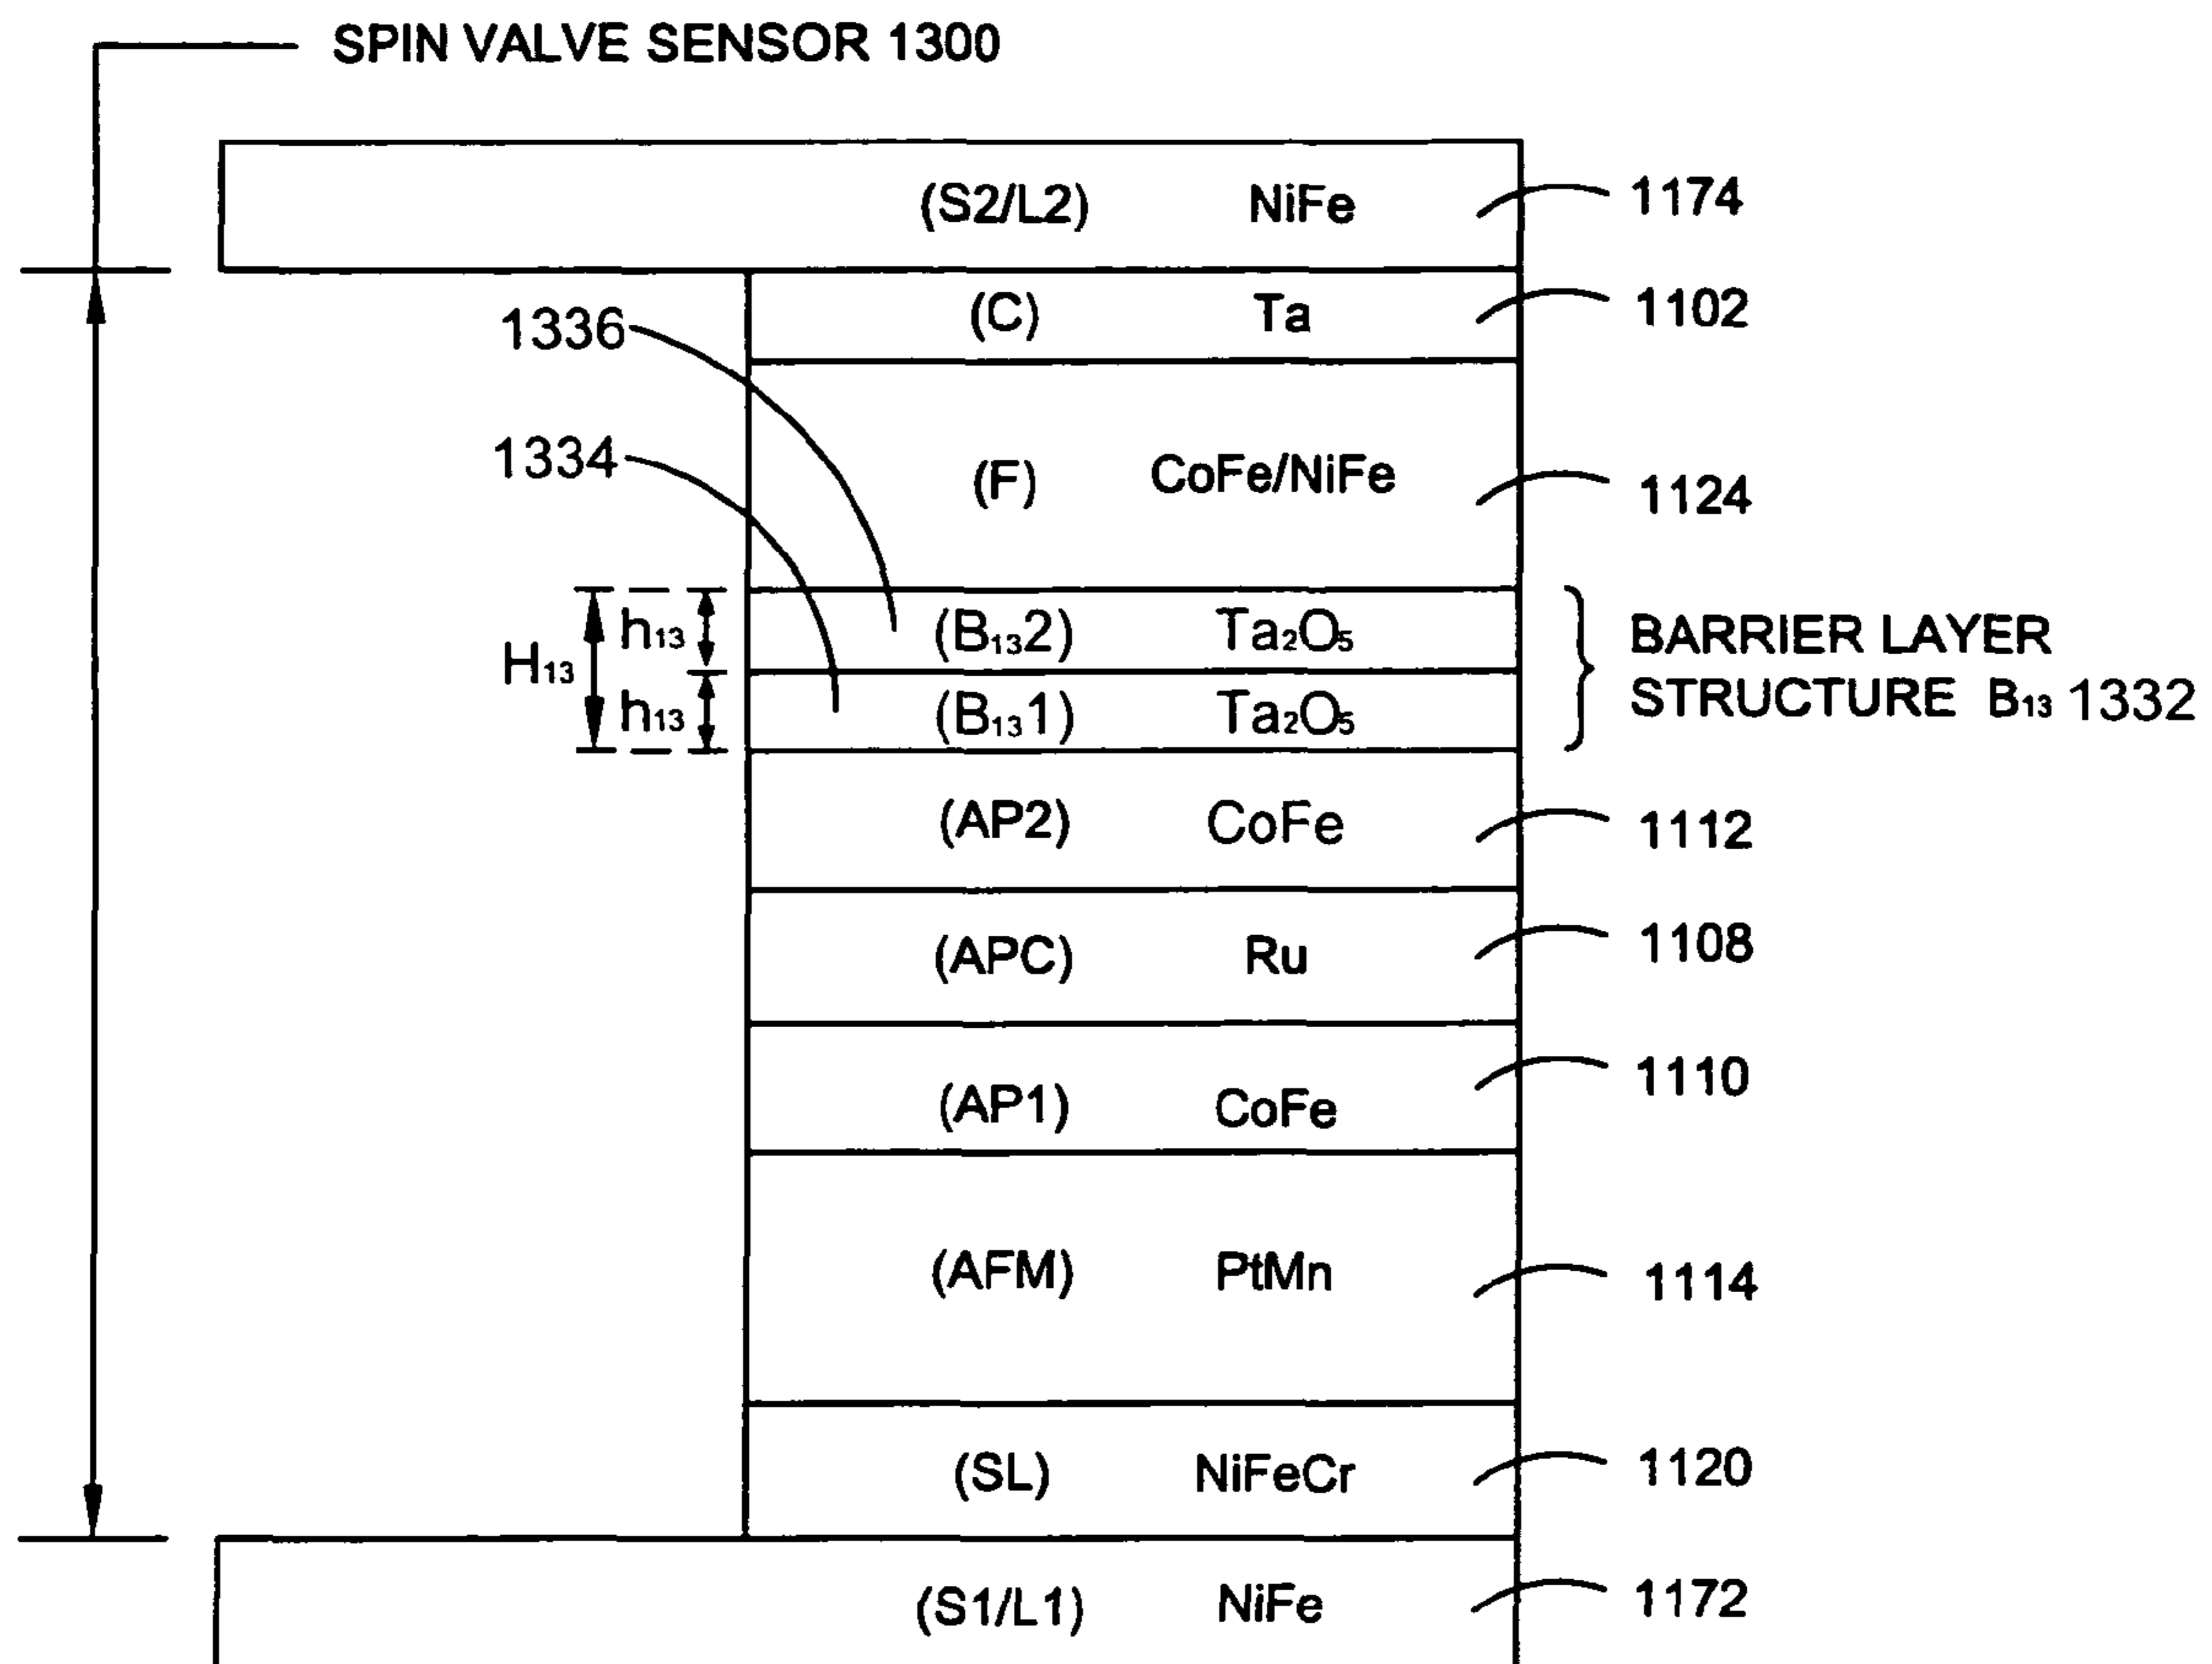 SPIN VALVE SENSOR 1300
(S2/L2) NiFe 1174
(C) Ta 1102
1336
1334
(F) CoFe/NiFe 1124
H₁₃ h₁₃ (B₁₃2) Ta₂O₅
h₁₃ (B₁₃1) Ta₂O₅
BARRIER LAYER
STRUCTURE B₁₃ 1332
(AP2) CoFe 1112
(APC) Ru 1108
(AP1) CoFe 1110
(AFM) PtMn 1114
(SL) NiFeCr 1120
(S1/L1) NiFe 1172